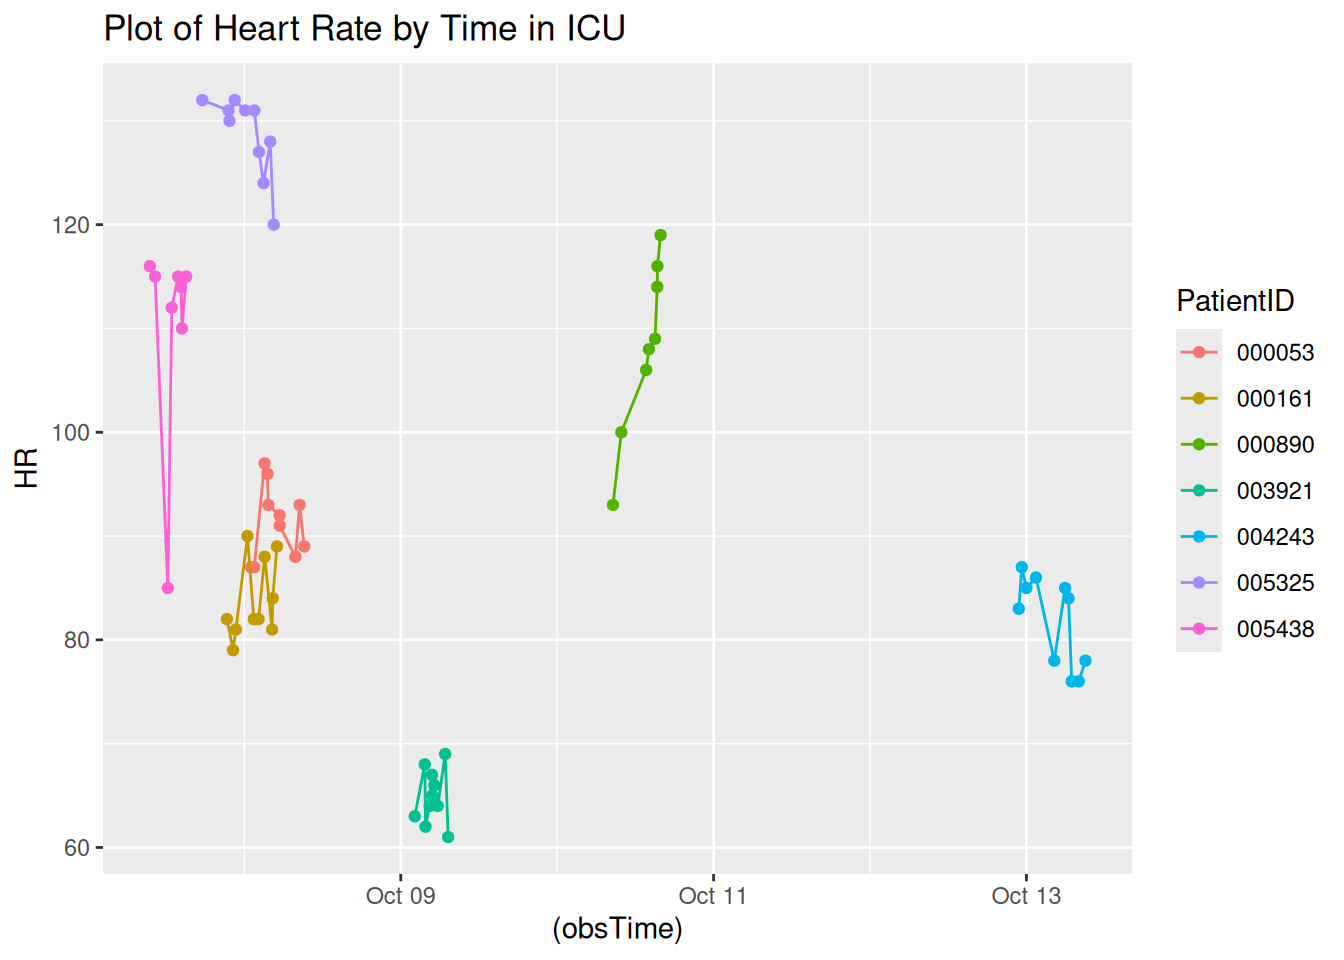 Plot of Heart Rate by Time in ICU
HR
120
100
80
60
Oct 09
Oct 11
Oct 13
(obsTime)
PatientID
000053
000161
000890
003921
004243
005325
005438